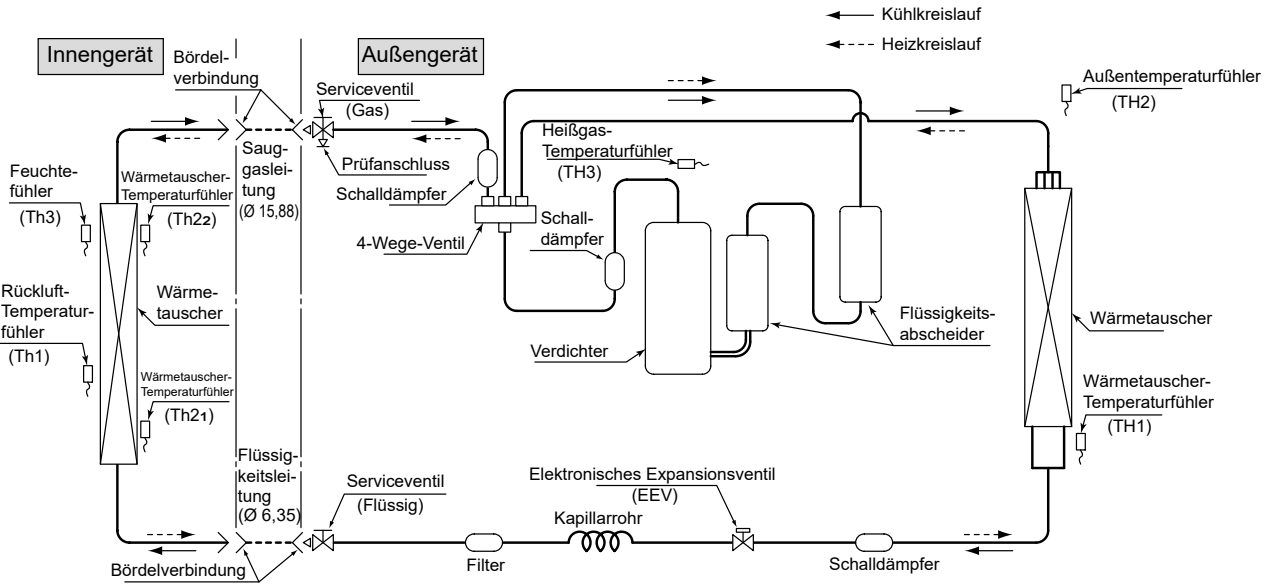 Kühlkreislauf
Heizkreislauf
Innengerät
Außengerät
Bördel-
verbindung
Serviceventil
(Gas)
Außentemperaturfühler
(TH2)
Heißgas-
Temperaturfühler
(TH3)
Prüfanschluss
Schalldämpfer
Saug-
gasleitung
(Ø 15,88)
Feuchte-
fühler
(Th3)
Wärmetauscher-
Temperaturfühler
(Th22)
4-Wege-Ventil
Schall-
dämpfer
Rückluft-
Temperatur-
fühler
(Th1)
Wärme-
tauscher
Verdichter
Flüssigkeits-
abscheider
Wärmetauscher
Wärmetauscher-
Temperaturfühler
(Th21)
Wärmetauscher-
Temperaturfühler
(TH1)
Flüssig-
keitslei-
tung
(Ø 6,35)
Serviceventil
(Flüssig)
Elektronisches Expansionsventil
(EEV)
Kapillarrohr
Filter
Schalldämpfer
Bördelverbindung